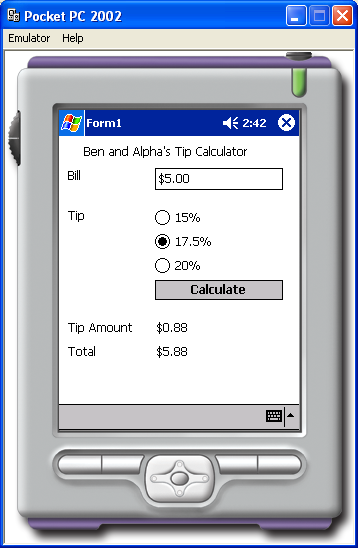 Pocket PC 2002
Emulator Help
Form1 2:42
Ben and Alpha's Tip Calculator
Bill $5.00
Tip 15%
17.5%
20%
Calculate
Tip Amount $0.88
Total $5.88